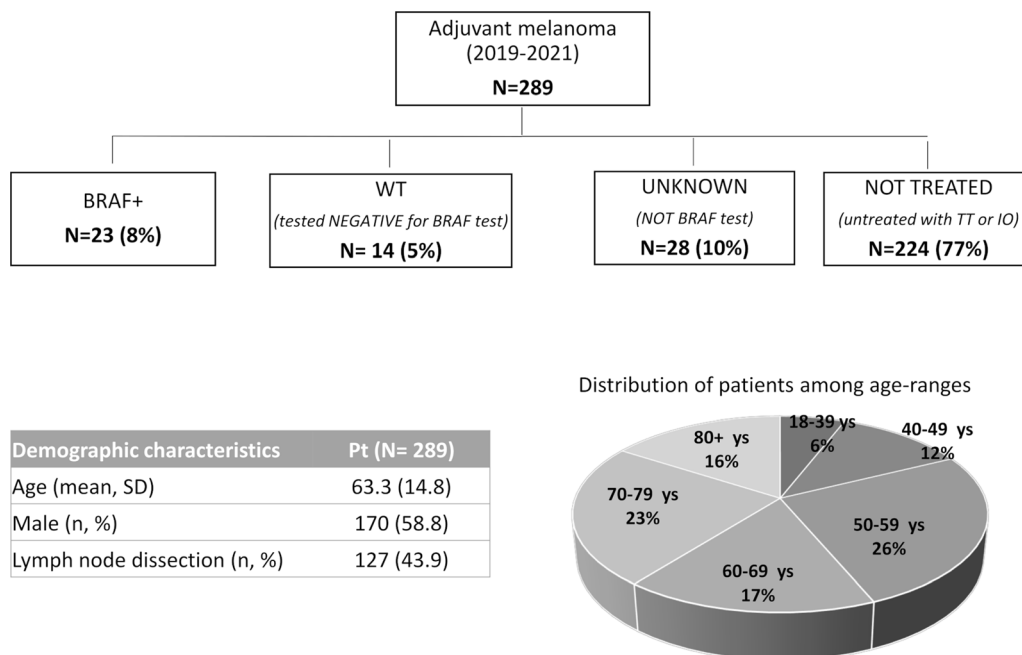 Adjuvant melanoma
(2019-2021)
N=289
BRAF+
N=23 (8%)
WT
(tested NEGATIVE for BRAF test)
N= 14 (5%)
UNKNOWN
(NOT BRAF test)
N=28 (10%)
NOT TREATED
(untreated with TT or IO)
N=224 (77%)
Demographic characteristics Pt (N= 289)
Age (mean, SD) 63.3 (14.8)
Male (n, %) 170 (58.8)
Lymph node dissection (n, %) 127 (43.9)
Distribution of patients among age-ranges
18-39 ys
6%
40-49 ys
12%
50-59 ys
26%
60-69 ys
17%
70-79 ys
23%
80+ ys
16%